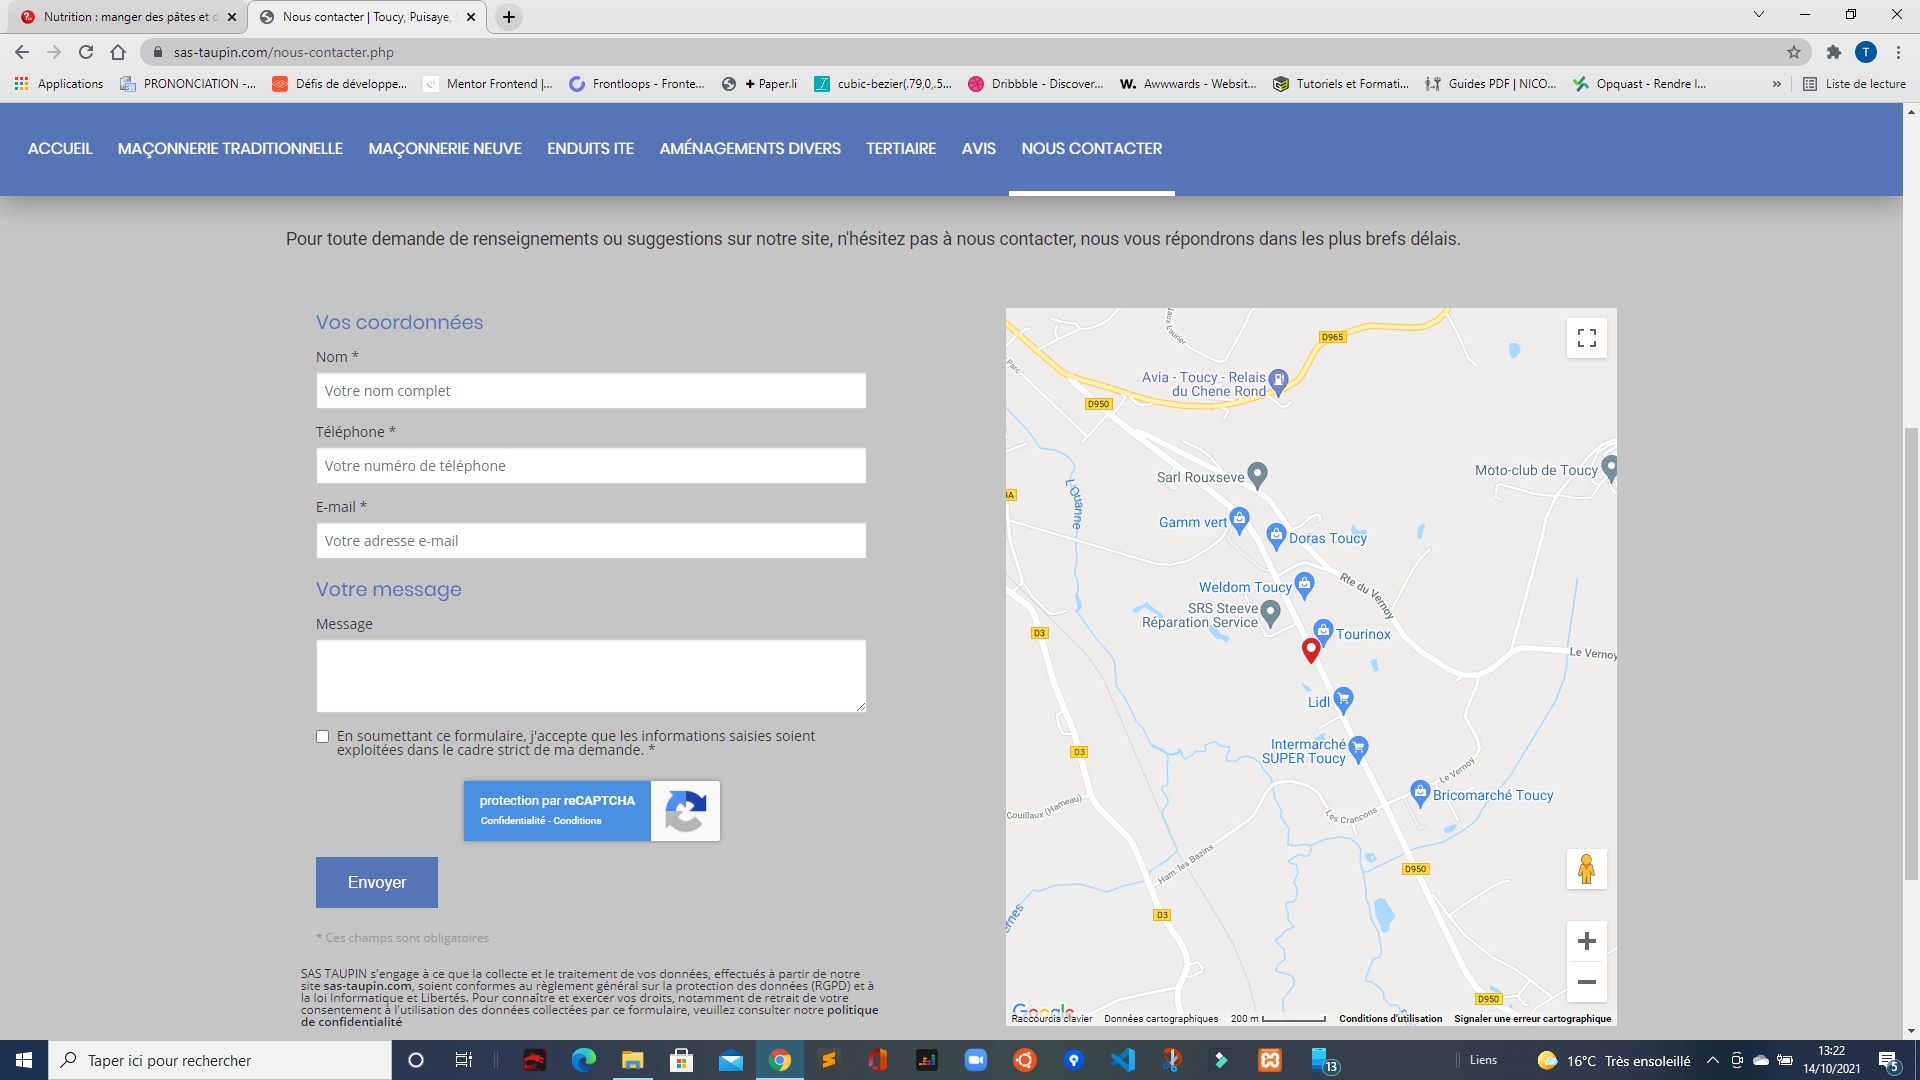 Nutrition : manger des pâtes et d
Nous contacter | Toucy, Puisaye,
sas-taupin.com/nous-contacter.php
T
Applications
PRONONCIATION -...
Défis de développe...
Mentor Frontend |...
Frontloops - Fronte...
+ Paper.li
cubic-bezier(.79,0,.5...
Dribbble - Discover...
W.
Awwwards - Websit...
Tutoriels et Formati...
Guides PDF | NICO...
Opquast - Rendre l...
»
Liste de lecture
ACCUEIL
MAÇONNERIE TRADITIONNELLE
MAÇONNERIE NEUVE
ENDUITS ITE
AMÉNAGEMENTS DIVERS
TERTIAIRE
AVIS
NOUS CONTACTER
Pour toute demande de renseignements ou suggestions sur notre site, n'hésitez pas à nous contacter, nous vous répondrons dans les plus brefs délais.
Vos coordonnées
Nom *
Votre nom complet
Téléphone *
Votre numéro de téléphone
E-mail *
Votre adresse e-mail
Votre message
Message
En soumettant ce formulaire, j'accepte que les informations saisies soient
exploitées dans le cadre strict de ma demande. *
protection par reCAPTCHA
Confidentialité - Conditions
Envoyer
* Ces champs sont obligatoires
SAS TAUPIN s'engage à ce que la collecte et le traitement de vos données, effectués à partir de notre
site sas-taupin.com, soient conformes au règlement général sur la protection des données (RGPD) et à
la loi Informatique et Libertés. Pour connaître et exercer vos droits, notamment de retrait de votre
consentement à l'utilisation des données collectées par ce formulaire, veuillez consulter notre politique
de confidentialité
Laurier
D965
Parc
Avia - Toucy - Relais
du Chene Rond
D950
Sarl Rouxseve
Moto-club de Toucy
L'Ouanne
Gamm vert
Doras Toucy
Weldom Toucy
Rte du Vernoy
SRS Steeve
Réparation Service
Tourinox
D3
Le Vernoy
Lidl
Intermarché
SUPER Toucy
D3
Le Vernoy
Bricomarché Toucy
Couillaux (Hameau)
Les Crancons
Ham. les Bazins
D950
D3
D950
Google
Raccourcis clavier
Données cartographiques
200 m
Conditions d'utilisation
Signaler une erreur cartographique
Taper ici pour rechercher
13
Liens
16°C Très ensoleillé
13:22
14/10/2021
5